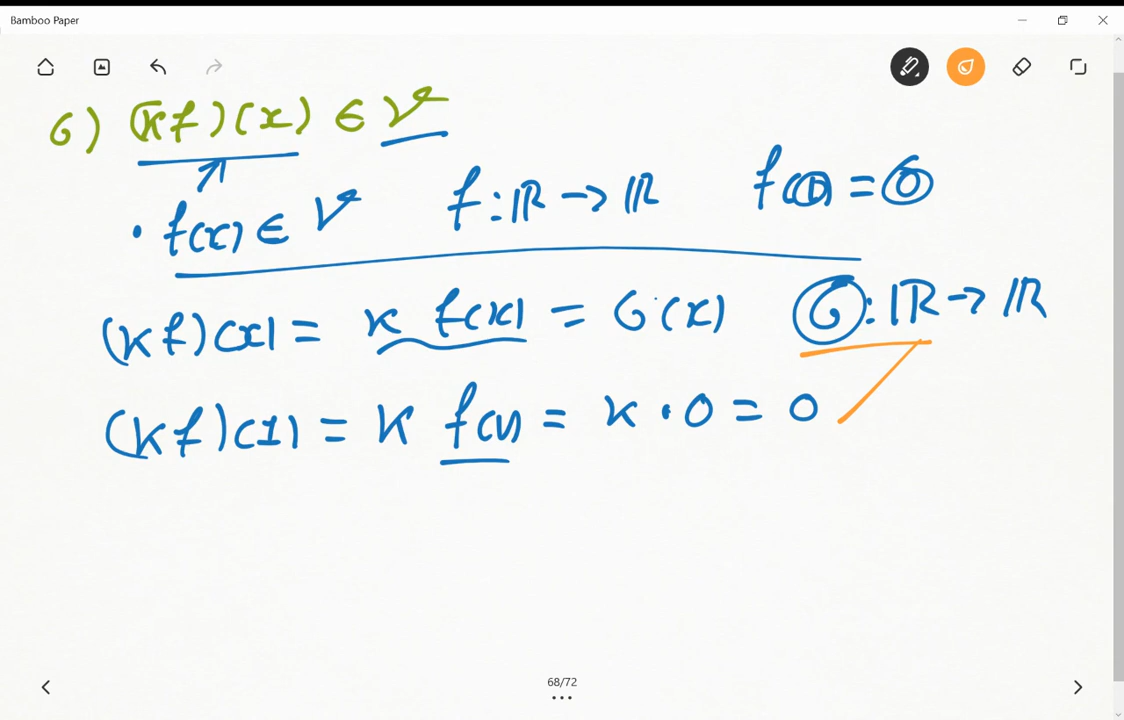 Bamboo Paper
6) (kf)(x) ∈ V
• f(x) ∈ V f : ℝ → ℝ f(1) = 0
(kf)(x) = k f(x) = G(x) G : ℝ → ℝ
(kf)(1) = k f(1) = k • 0 = 0
68/72